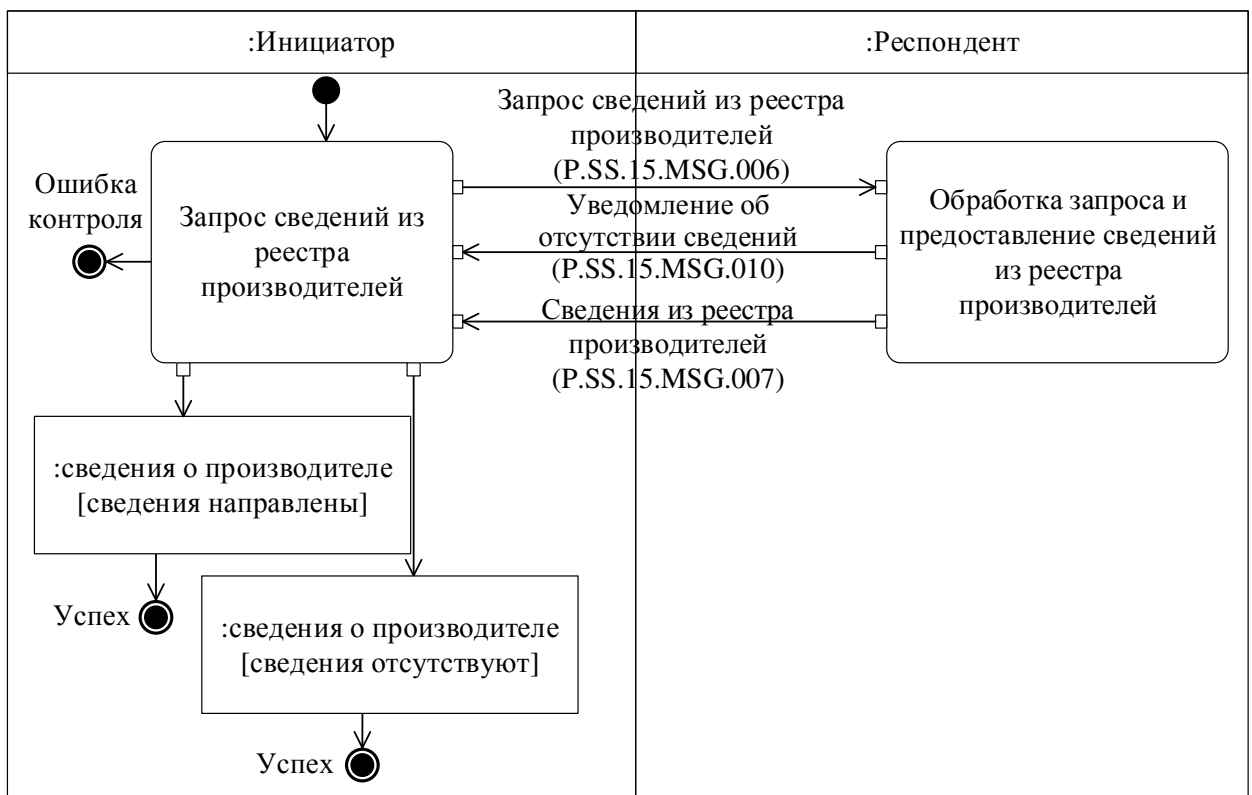 :Инициатор
:Респондент
Запрос сведений из реестра
производителей
(P.SS.15.MSG.006)
Ошибка
контроля
Запрос сведений из
реестра
производителей
Уведомление об
отсутствии сведений
(P.SS.15.MSG.010)
Сведения из реестра
производителей
(P.SS.15.MSG.007)
Обработка запроса и
предоставление сведений
из реестра
производителей
:сведения о производителе
[сведения направлены]
Успех
:сведения о производителе
[сведения отсутствуют]
Успех